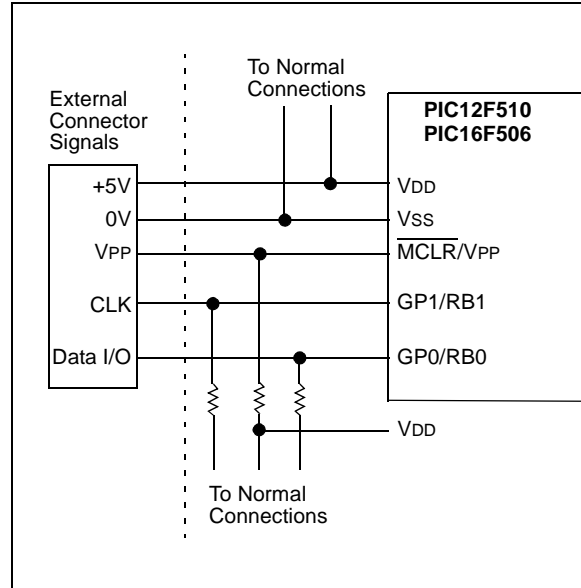 To Normal
Connections
External
Connector
Signals
PIC12F510
PIC16F506
+5V
VDD
0V
VSS
VPP
MCLR/VPP
CLK
GP1/RB1
Data I/O
GP0/RB0
VDD
To Normal
Connections